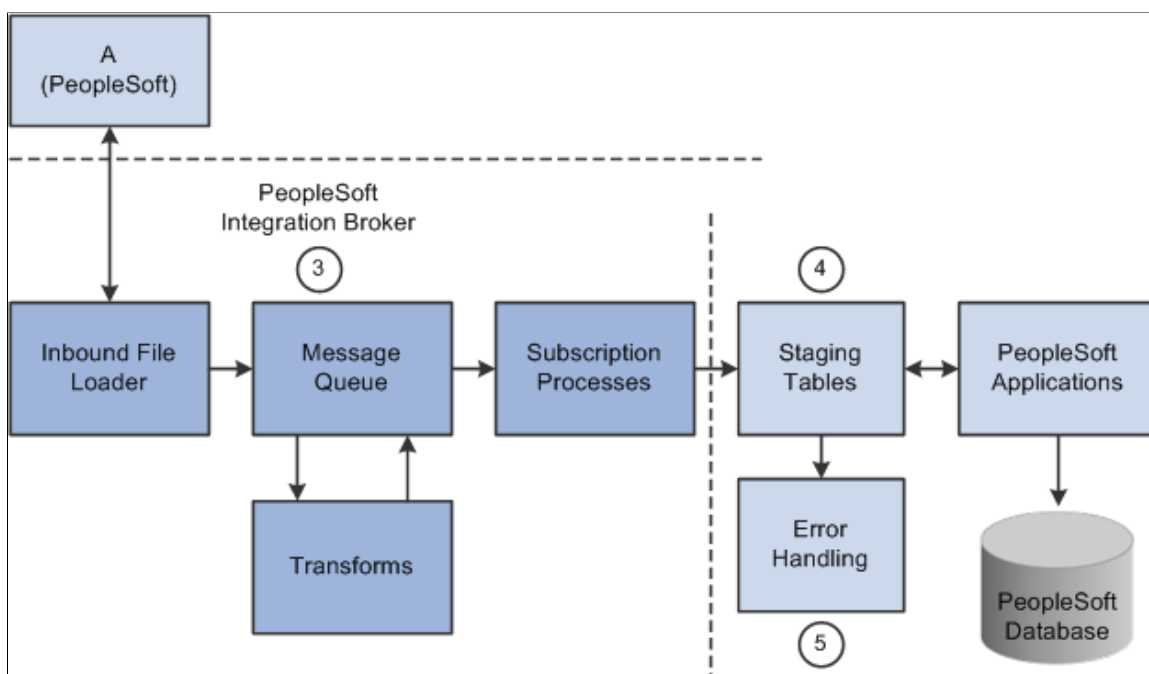 A
(PeopleSoft)
PeopleSoft
Integration Broker
3
4
Inbound File
Loader
Message
Queue
Subscription
Processes
Staging
Tables
PeopleSoft
Applications
Transforms
Error
Handling
5
PeopleSoft
Database